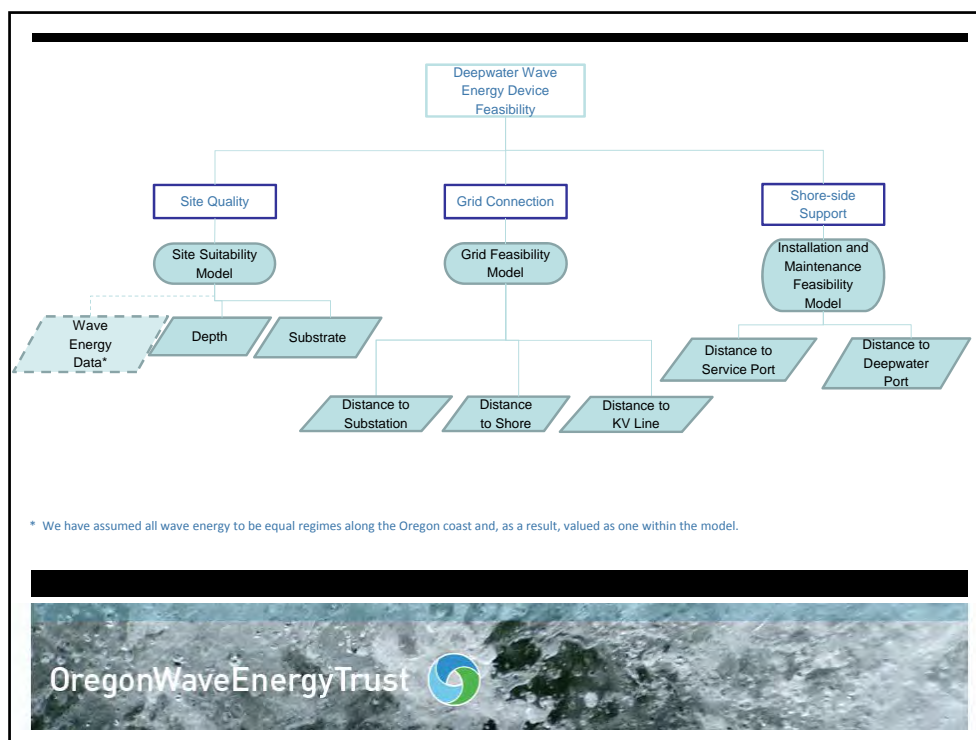 Deepwater Wave
Energy Device
Feasibility
Site Quality
Grid Connection
Shore-side
Support
Site Suitability
Model
Grid Feasibility
Model
Installation and
Maintenance
Feasibility
Model
Wave
Energy
Data*
Depth
Substrate
Distance to
Service Port
Distance to
Deepwater
Port
Distance to
Substation
Distance
to Shore
Distance to
KV Line
* We have assumed all wave energy to be equal regimes along the Oregon coast and, as a result, valued as one within the model.
OregonWaveEnergyTrust